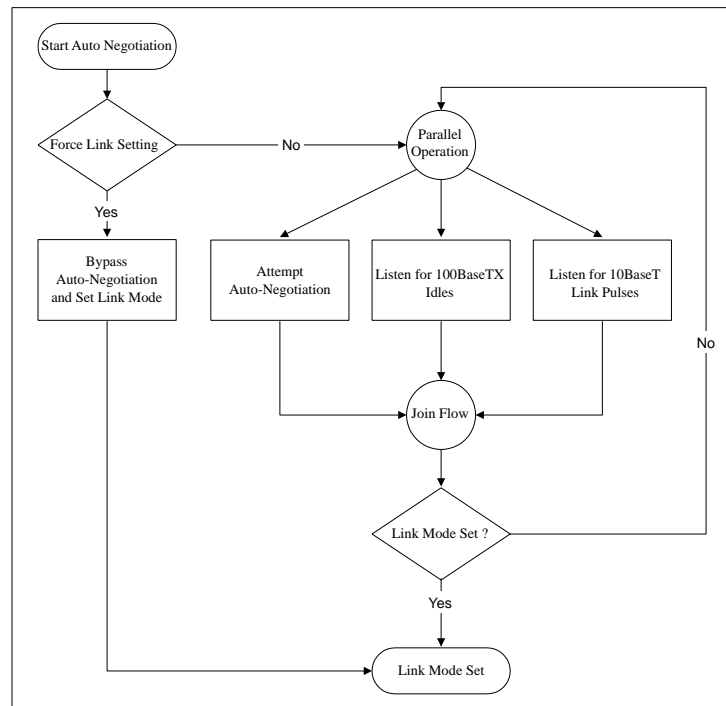 Start Auto Negotiation
Force Link Setting
No
Parallel
Operation
Yes
Bypass
Auto-Negotiation
and Set Link Mode
Attempt
Auto-Negotiation
Listen for 100BaseTX
Idles
Listen for 10BaseT
Link Pulses
No
Join Flow
Link Mode Set ?
Yes
Link Mode Set